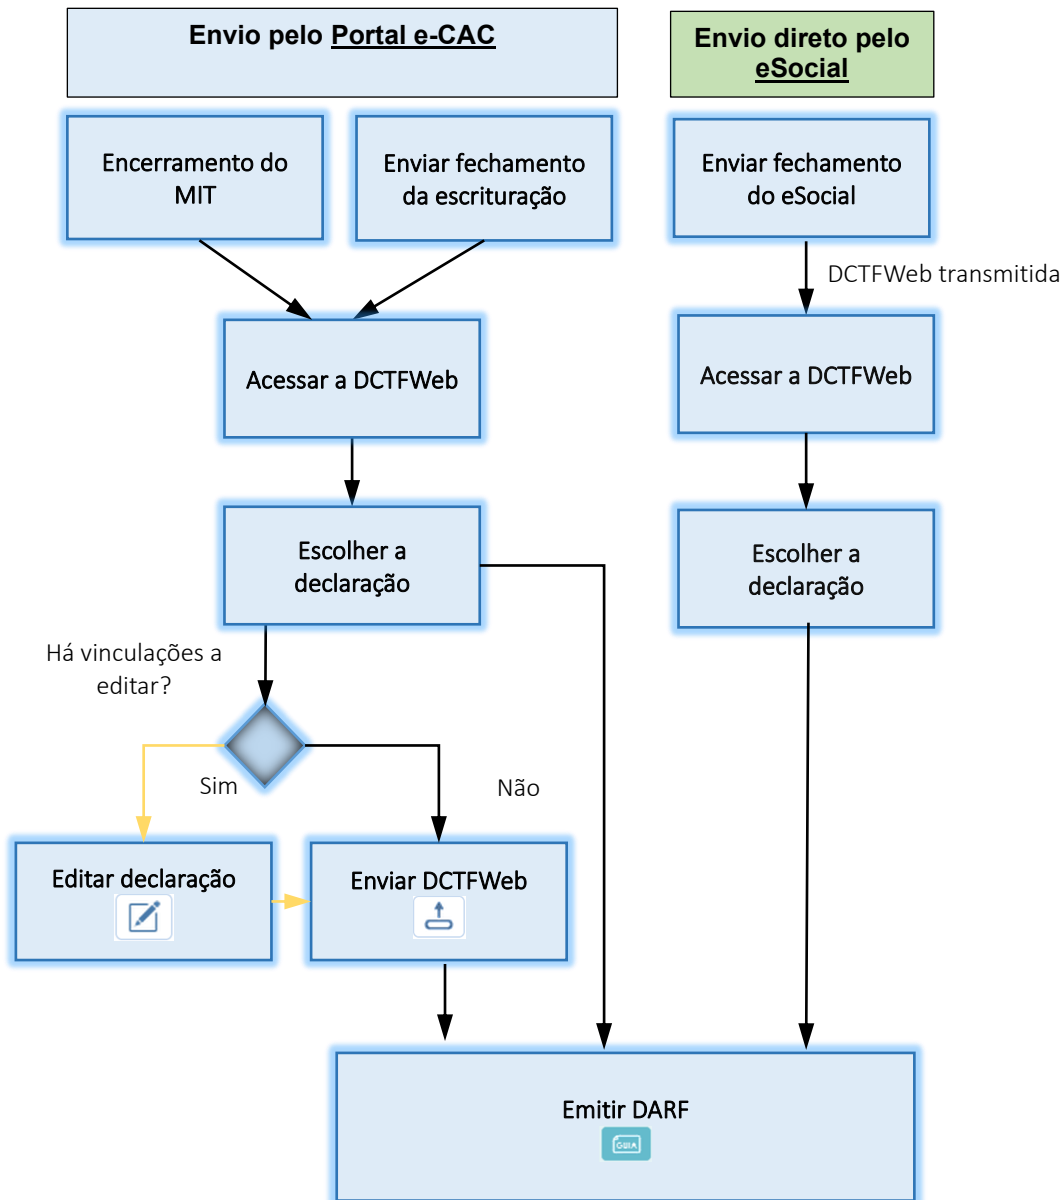 Envio pelo Portal e-CAC
Envio direto pelo
eSocial
Encerramento do
MIT
Enviar fechamento
da escrituração
Enviar fechamento
do eSocial
DCTFWeb transmitida
Acessar a DCTFWeb
Acessar a DCTFWeb
Escolher a
declaração
Escolher a
declaração
Há vinculações a
editar?
Sim
Não
Editar declaração
Enviar DCTFWeb
Emitir DARF
GUIA